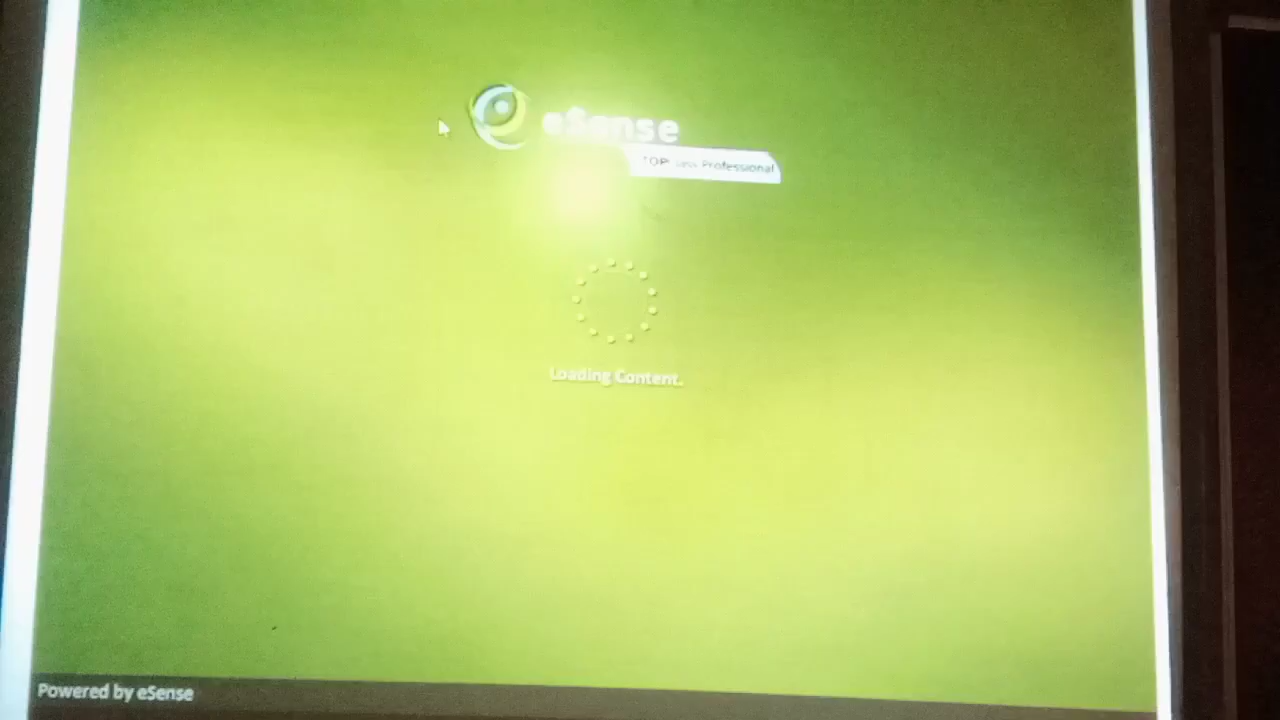 eSense
Professional
Loading Content.
Powered by eSense